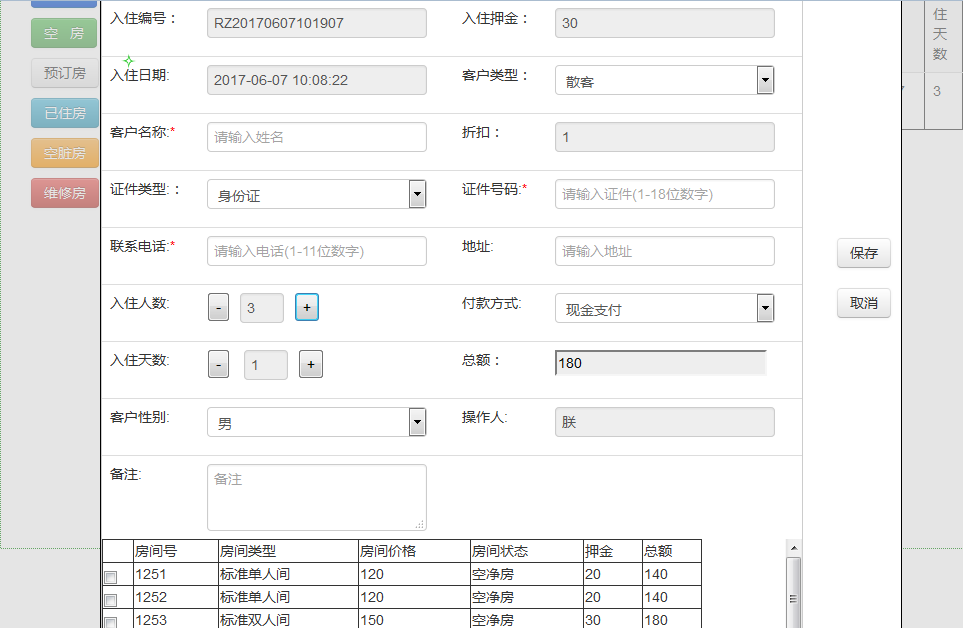 入住编号： RZ20170607101907 入住押金： 30
入住日期: 2017-06-07 10:08:22 客户类型： 散客
客户名称:* 请输入姓名 折扣： 1
证件类型:： 身份证 证件号码:* 请输入证件(1-18位数字)
联系电话:* 请输入电话(1-11位数字) 地址: 请输入地址
入住人数: - 3 + 付款方式: 现金支付
入住天数: - 1 + 总额： 180
客户性别: 男 操作人: 朕
备注: 备注
房间号 房间类型 房间价格 房间状态 押金 总额
1251 标准单人间 120 空净房 20 140
1252 标准单人间 120 空净房 20 140
1253 标准双人间 150 空净房 30 180
空 房
预订房
已住房
空脏房
维修房
保存
取消
住
天
数
3